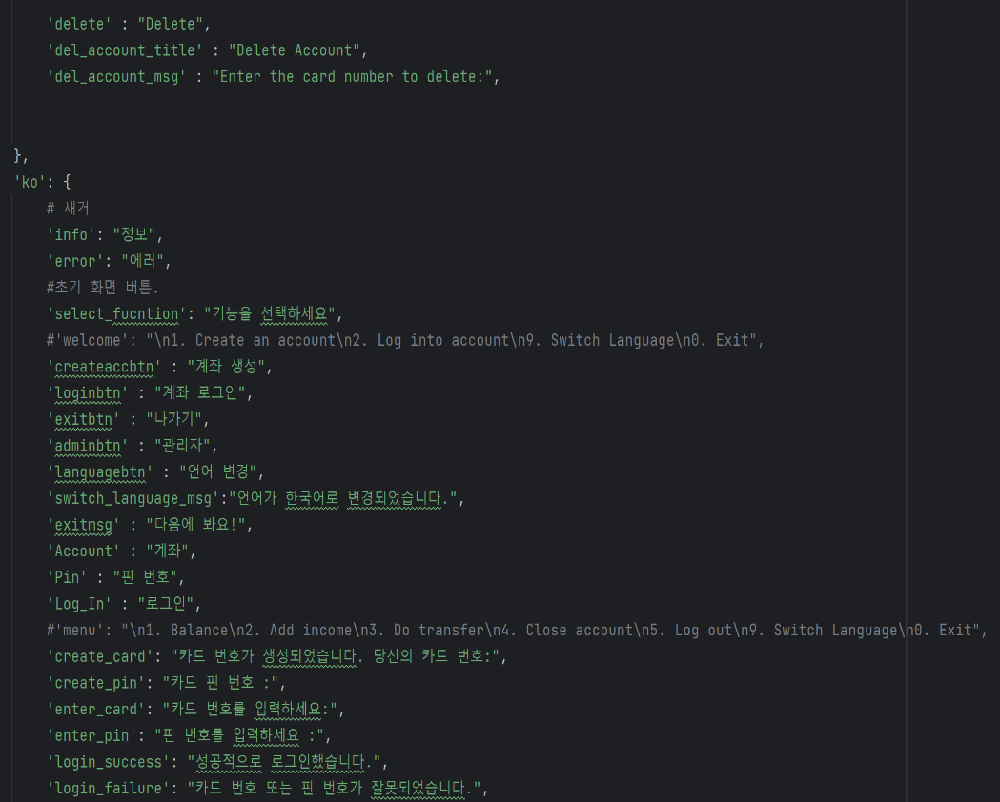 'delete' : "Delete",
'del_account_title' : "Delete Account",
'del_account_msg' : "Enter the card number to delete:",
},
'ko': {
# 새거
'info': "정보",
'error': "에러",
#초기 화면 버튼.
'select_fucntion': "기능을 선택하세요",
#'welcome': "\n1. Create an account\n2. Log into account\n9. Switch Language\n0. Exit",
'createaccbtn' : "계좌 생성",
'loginbtn' : "계좌 로그인",
'exitbtn' : "나가기",
'adminbtn' : "관리자",
'languagebtn' : "언어 변경",
'switch_language_msg':"언어가 한국어로 변경되었습니다.",
'exitmsg' : "다음에 봐요!",
'Account' : "계좌",
'Pin' : "핀 번호",
'Log_In' : "로그인",
#'menu': "\n1. Balance\n2. Add income\n3. Do transfer\n4. Close account\n5. Log out\n9. Switch Language\n0. Exit",
'create_card': "카드 번호가 생성되었습니다. 당신의 카드 번호:",
'create_pin': "카드 핀 번호 :",
'enter_card': "카드 번호를 입력하세요:",
'enter_pin': "핀 번호를 입력하세요 :",
'login_success': "성공적으로 로그인했습니다.",
'login_failure': "카드 번호 또는 핀 번호가 잘못되었습니다.",